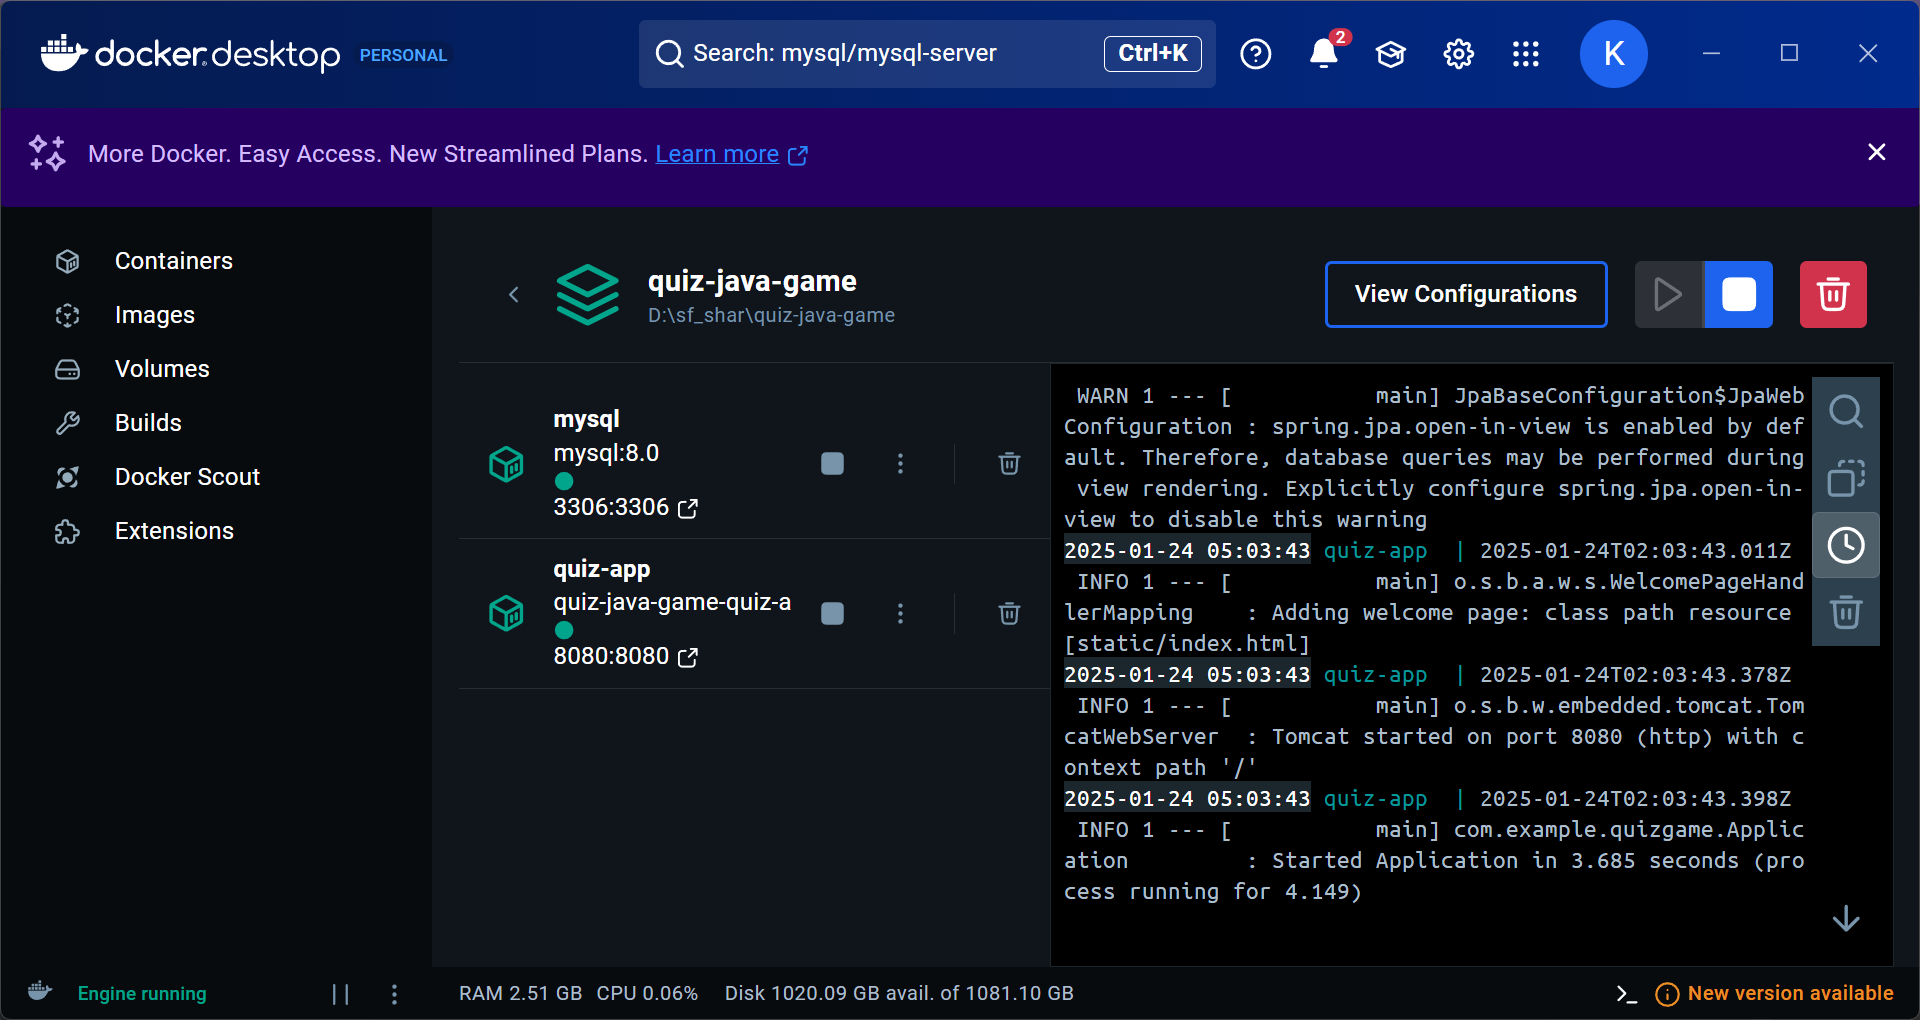 docker desktop PERSONAL
Search: mysql/mysql-server Ctrl+K
2
K
More Docker. Easy Access. New Streamlined Plans. Learn more
Containers
Images
Volumes
Builds
Docker Scout
Extensions
quiz-java-game
D:\sf_shar\quiz-java-game
View Configurations
mysql
mysql:8.0
3306:3306
quiz-app
quiz-java-game-quiz-a
8080:8080
WARN 1 --- [           main] JpaBaseConfiguration$JpaWeb
Configuration : spring.jpa.open-in-view is enabled by def
ault. Therefore, database queries may be performed during
view rendering. Explicitly configure spring.jpa.open-in-
view to disable this warning
2025-01-24 05:03:43 quiz-app  | 2025-01-24T02:03:43.011Z
INFO 1 --- [           main] o.s.b.a.w.s.WelcomePageHand
lerMapping    : Adding welcome page: class path resource
[static/index.html]
2025-01-24 05:03:43 quiz-app  | 2025-01-24T02:03:43.378Z
INFO 1 --- [           main] o.s.b.w.embedded.tomcat.Tom
catWebServer  : Tomcat started on port 8080 (http) with c
ontext path '/'
2025-01-24 05:03:43 quiz-app  | 2025-01-24T02:03:43.398Z
INFO 1 --- [           main] com.example.quizgame.Applic
ation         : Started Application in 3.685 seconds (pro
cess running for 4.149)
Engine running
RAM 2.51 GB CPU 0.06% Disk 1020.09 GB avail. of 1081.10 GB
New version available